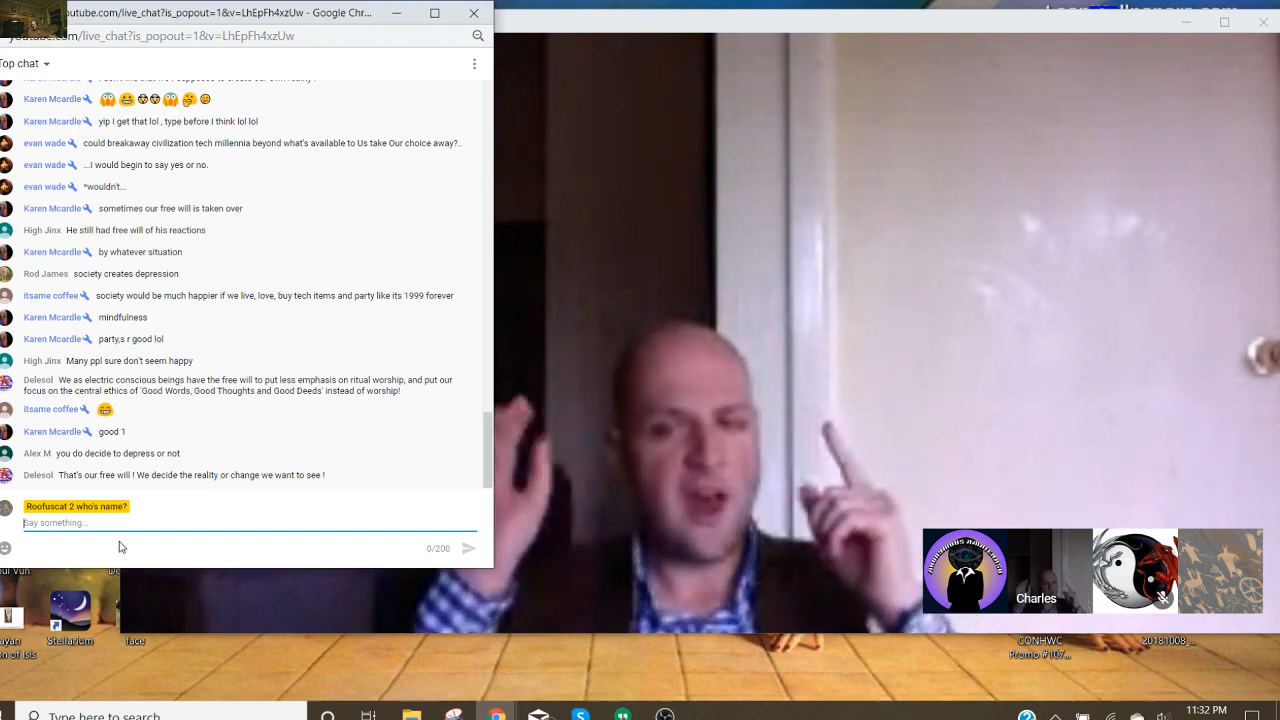 outube.com/live_chat?is_popout=1&v=LhEpFh4xzUw - Google Chr...
youtube.com/live_chat?is_popout=1&v=LhEpFh4xzUw
Top chat
Karen Mcardle
Karen Mcardle yip I get that lol , type before I think lol lol
evan wade could breakaway civilization tech millennia beyond what's available to Us take Our choice away?..
evan wade ...I would begin to say yes or no.
evan wade *wouldn't...
Karen Mcardle sometimes our free will is taken over
High Jinx He still had free will of his reactions
Karen Mcardle by whatever situation
Rod James society creates depression
itsame coffee society would be much happier if we live, love, buy tech items and party like its 1999 forever
Karen Mcardle mindfulness
Karen Mcardle party,s r good lol
High Jinx Many ppl sure don't seem happy
Delesol We as electric conscious beings have the free will to put less emphasis on ritual worship, and put our
focus on the central ethics of 'Good Words, Good Thoughts and Good Deeds' instead of worship!
itsame coffee
Karen Mcardle good 1
Alex M you do decide to depress or not
Delesol That's our free will ! We decide the reality or change we want to see !
Roofuscat 2 who's name?
Say something...
0/200
Charles
Stellarium
face
CONHWC
Promo #107...
20181008_...
Type here to search
11:32 PM